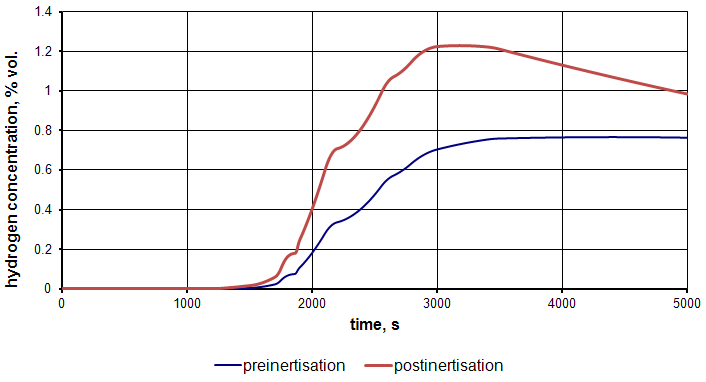 hydrogen concentration, % vol.
1.4
1.2
1
0.8
0.6
0.4
0.2
0
0 1000 2000 3000 4000 5000
time, s
preinertisation postinertisation